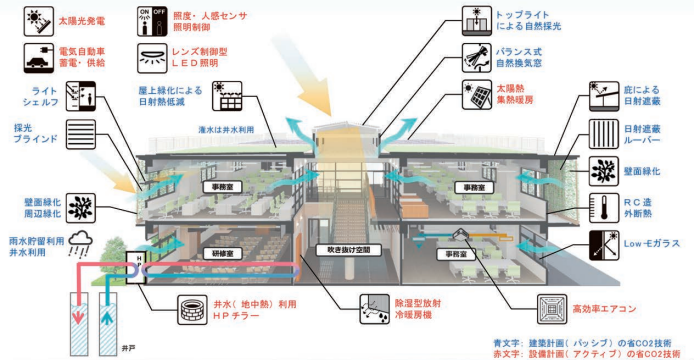 太陽光発電
ON OFF
照度・人感センサ
照明制御
電気自動車
蓄電・供給
レンズ制御型
LED照明
トップライト
による自然採光
バランス式
自然換気窓
ライト
シェルフ
屋上緑化による
日射熱低減
太陽熱
集熱暖房
庇による
日射遮蔽
採光
ブラインド
潅水は井水利用
日射遮蔽
ルーバー
事務室
事務室
壁面緑化
壁面緑化
周辺緑化
RC造
外断熱
雨水貯留利用
井水利用
研修室
吹き抜け空間
事務室
Low-Eガラス
HP
井水(地中熱)利用
HPチラー
除湿型放射
冷暖房機
高効率エアコン
井戸
青文字: 建築計画(パッシブ)の省CO2技術
赤文字: 設備計画(アクティブ)の省CO2技術